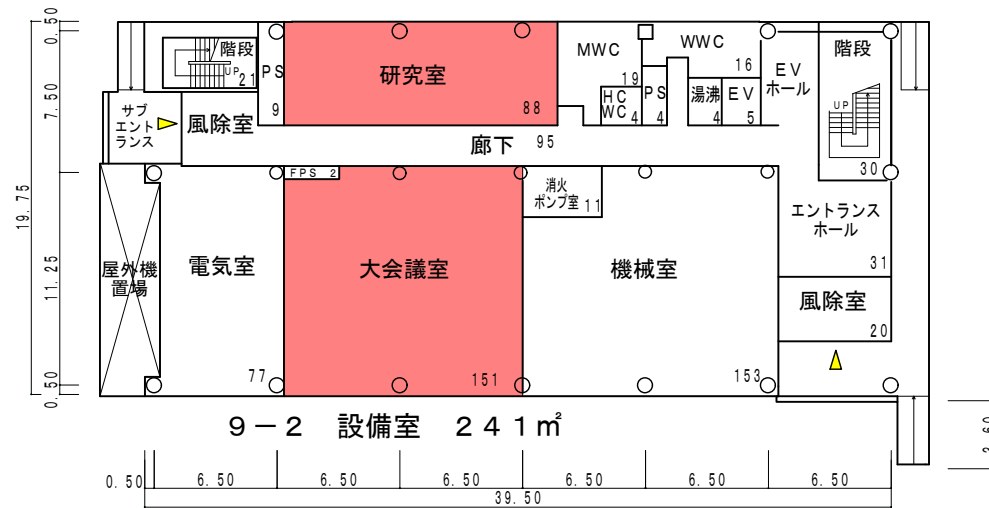 0.50
7.50
19.75
11.25
0.50
階段
UP
21
PS
9
研究室
88
MWC
19
HC
WC
4
PS
4
WWC
16
湯沸
4
EV
5
EV
ホール
階段
UP
30
サブ
エント
ランス
風除室
廊下 95
FPS 2
消火
ポンプ室
11
エントランス
ホール
31
屋外機
置場
電気室
77
大会議室
151
機械室
153
風除室
20
9-2 設備室 241㎡
0.50
6.50
6.50
6.50
6.50
6.50
6.50
39.50